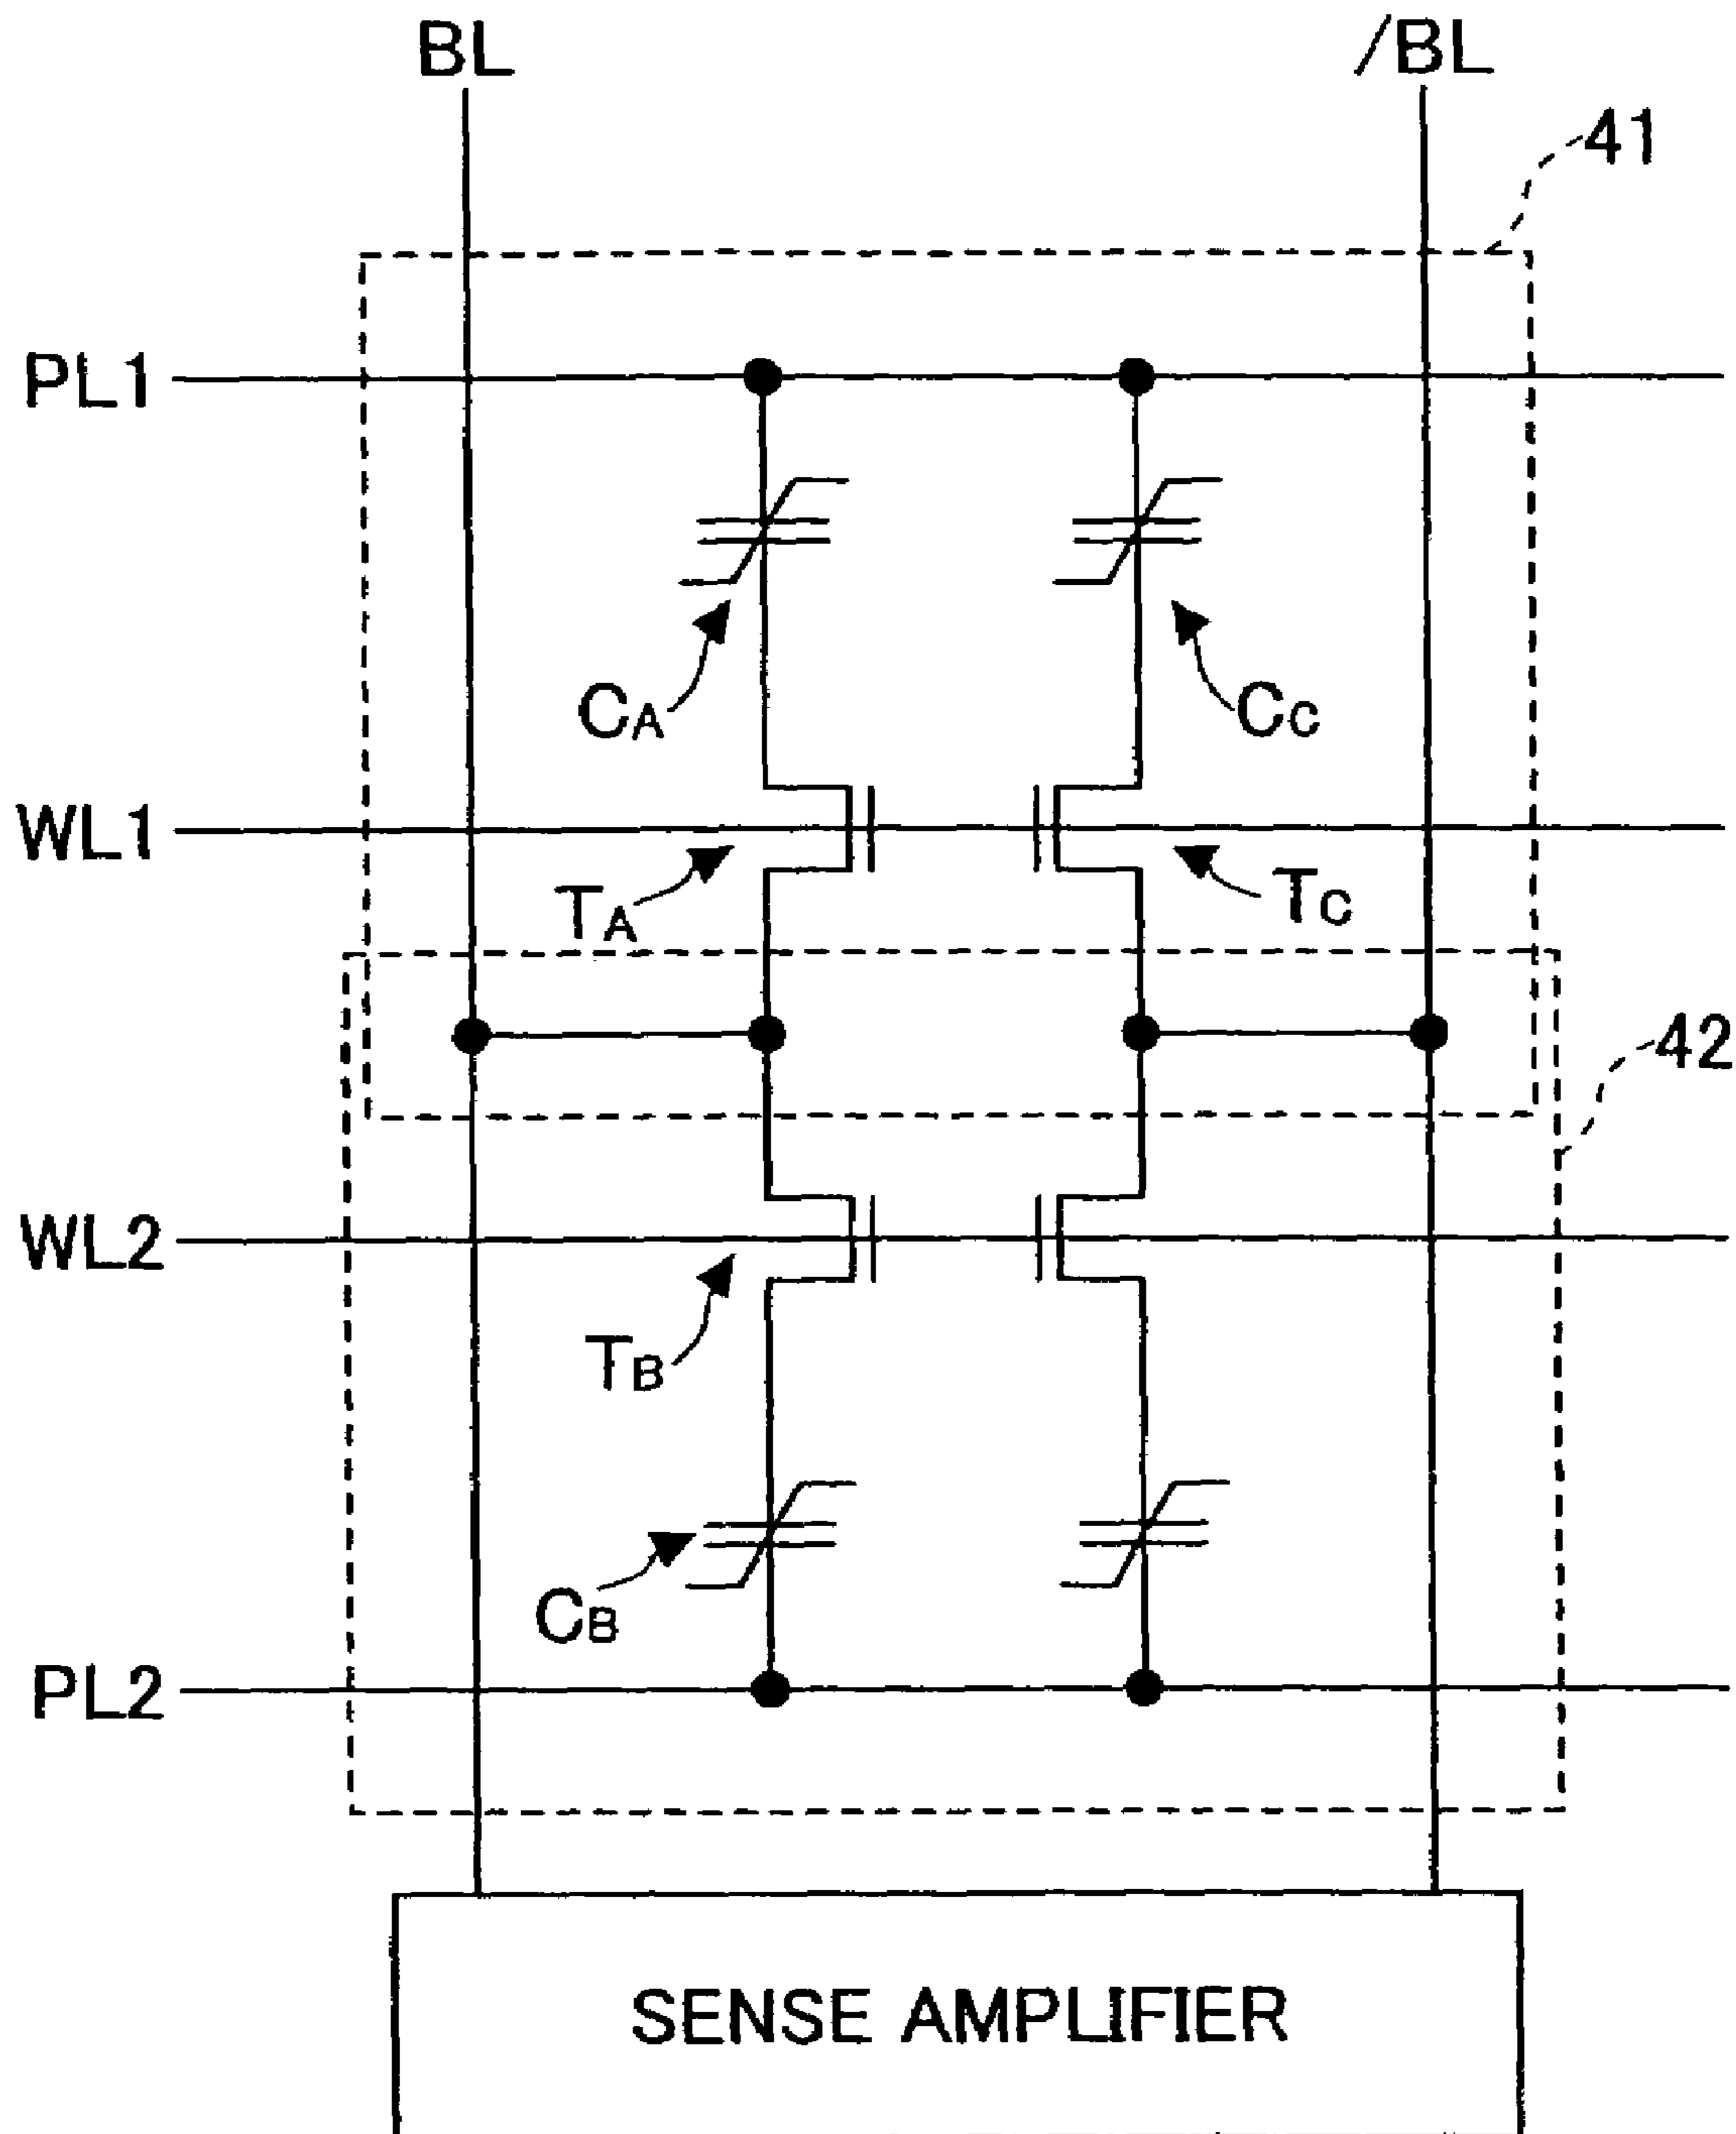 BL
/BL
41
PL1
CA
CC
WL1
TA
TC
42
WL2
TB
CB
PL2
SENSE AMPLIFIER